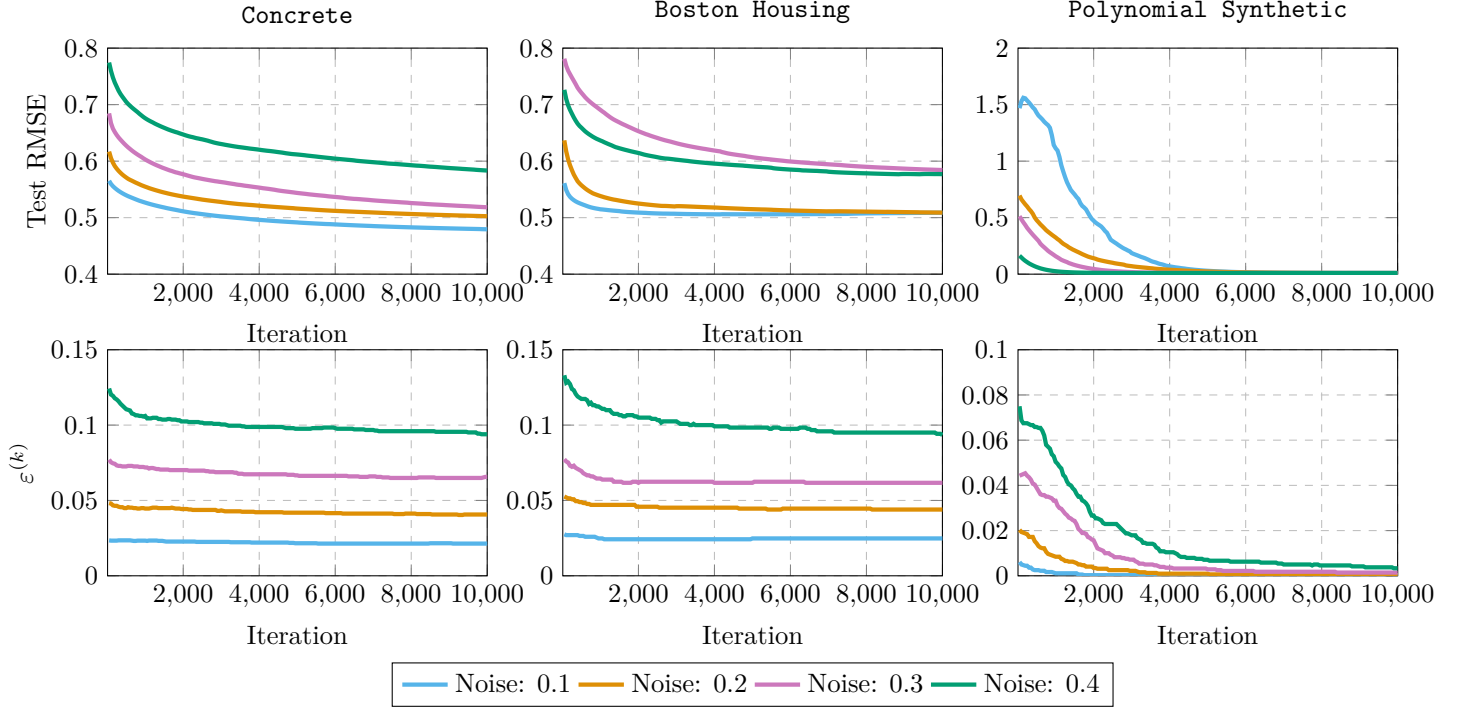 Concrete
Boston Housing
Polynomial Synthetic
Test RMSE
0.8
0.7
0.6
0.5
0.4
2,000 4,000 6,000 8,000 10,000
Iteration
0.8
0.7
0.6
0.5
0.4
2,000 4,000 6,000 8,000 10,000
Iteration
2
1.5
1
0.5
0
2,000 4,000 6,000 8,000 10,000
Iteration
ε^(k)
0.15
0.1
0.05
0
2,000 4,000 6,000 8,000 10,000
Iteration
0.15
0.1
0.05
0
2,000 4,000 6,000 8,000 10,000
Iteration
0.1
0.08
0.06
0.04
0.02
0
2,000 4,000 6,000 8,000 10,000
Iteration
Noise: 0.1 Noise: 0.2 Noise: 0.3 Noise: 0.4